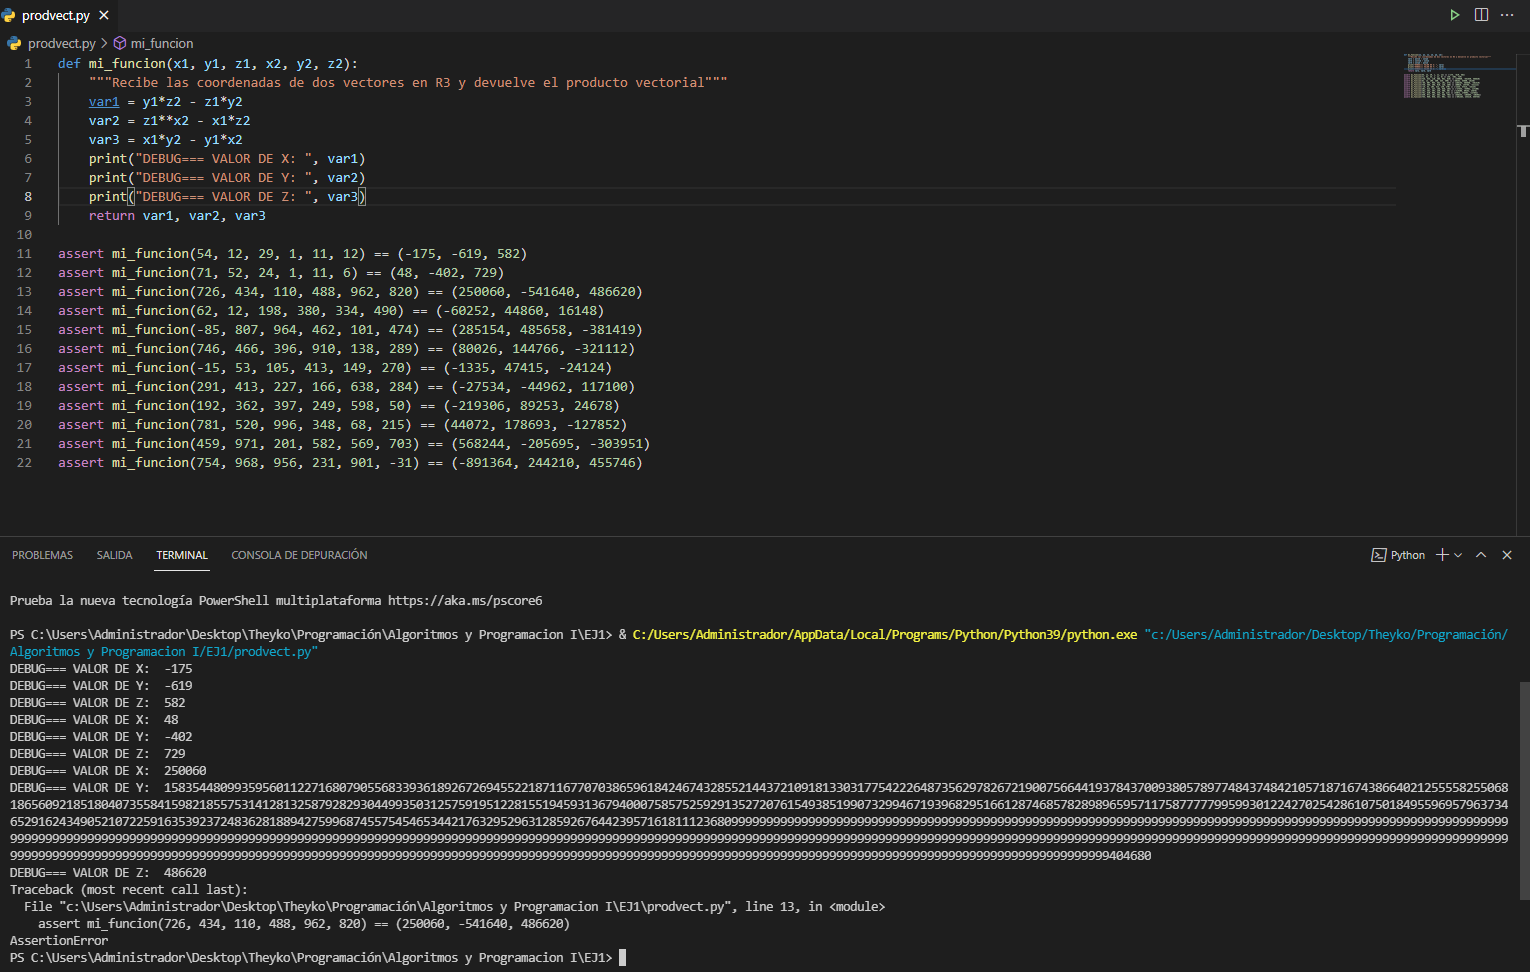 prodvect.py
prodvect.py > mi_funcion
1 def mi_funcion(x1, y1, z1, x2, y2, z2):
2 """Recibe las coordenadas de dos vectores en R3 y devuelve el producto vectorial"""
3 var1 = y1*z2 - z1*y2
4 var2 = z1**x2 - x1*z2
5 var3 = x1*y2 - y1*x2
6 print("DEBUG=== VALOR DE X: ", var1)
7 print("DEBUG=== VALOR DE Y: ", var2)
8 print("DEBUG=== VALOR DE Z: ", var3)
9 return var1, var2, var3
10
11 assert mi_funcion(54, 12, 29, 1, 11, 12) == (-175, -619, 582)
12 assert mi_funcion(71, 52, 24, 1, 11, 6) == (48, -402, 729)
13 assert mi_funcion(726, 434, 110, 488, 962, 820) == (250060, -541640, 486620)
14 assert mi_funcion(62, 12, 198, 380, 334, 490) == (-60252, 44860, 16148)
15 assert mi_funcion(-85, 807, 964, 462, 101, 474) == (285154, 485658, -381419)
16 assert mi_funcion(746, 466, 396, 910, 138, 289) == (80026, 144766, -321112)
17 assert mi_funcion(-15, 53, 105, 413, 149, 270) == (-1335, 47415, -24124)
18 assert mi_funcion(291, 413, 227, 166, 638, 284) == (-27534, -44962, 117100)
19 assert mi_funcion(192, 362, 397, 249, 598, 50) == (-219306, 89253, 24678)
20 assert mi_funcion(781, 520, 996, 348, 68, 215) == (44072, 178693, -127852)
21 assert mi_funcion(459, 971, 201, 582, 569, 703) == (568244, -205695, -303951)
22 assert mi_funcion(754, 968, 956, 231, 901, -31) == (-891364, 244210, 455746)
PROBLEMAS SALIDA TERMINAL CONSOLA DE DEPURACIÓN Python
Prueba la nueva tecnología PowerShell multiplataforma https://aka.ms/pscore6
PS C:\Users\Administrador\Desktop\Theyko\Programación\Algoritmos y Programacion I\EJ1> & C:/Users/Administrador/AppData/Local/Programs/Python/Python39/python.exe "c:/Users/Administrador/Desktop/Theyko/Programación/
Algoritmos y Programacion I/EJ1/prodvect.py"
DEBUG=== VALOR DE X:  -175
DEBUG=== VALOR DE Y:  -619
DEBUG=== VALOR DE Z:  582
DEBUG=== VALOR DE X:  48
DEBUG=== VALOR DE Y:  -402
DEBUG=== VALOR DE Z:  729
DEBUG=== VALOR DE X:  250060
DEBUG=== VALOR DE Y:
DEBUG=== VALOR DE Z:  486620
Traceback (most recent call last):
File "c:\Users\Administrador\Desktop\Theyko\Programación\Algoritmos y Programacion I\EJ1\prodvect.py", line 13, in <module>
assert mi_funcion(726, 434, 110, 488, 962, 820) == (250060, -541640, 486620)
AssertionError
PS C:\Users\Administrador\Desktop\Theyko\Programación\Algoritmos y Programacion I\EJ1>